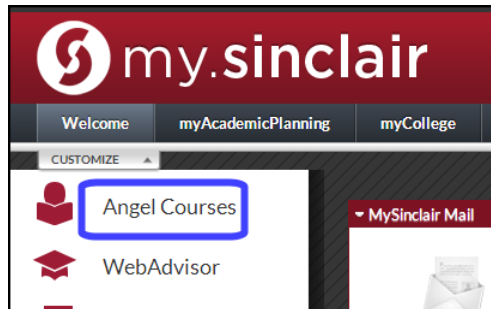 my.sinclair
Welcome myAcademicPlanning myCollege
CUSTOMIZE
Angel Courses
MySinclair Mail
WebAdvisor